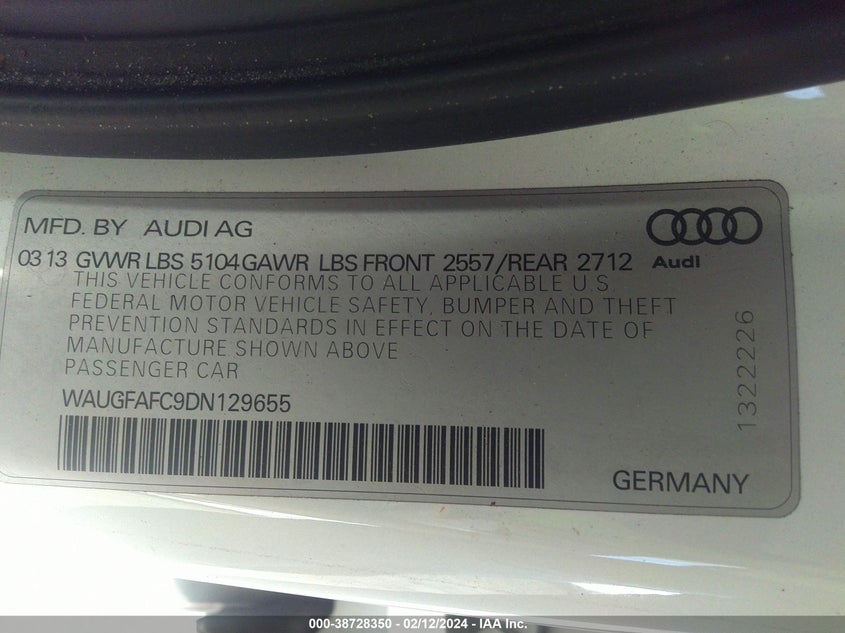 MFD. BY AUDI AG
03 13 GVWR LBS 5104 GAWR LBS FRONT 2557/REAR 2712
Audi
THIS VEHICLE CONFORMS TO ALL APPLICABLE U.S.
FEDERAL MOTOR VEHICLE SAFETY, BUMPER AND THEFT
PREVENTION STANDARDS IN EFFECT ON THE DATE OF
MANUFACTURE SHOWN ABOVE
PASSENGER CAR
WAUGFAFC9DN129655
1322226
GERMANY
000-38728350 - 02/12/2024 - IAA Inc.